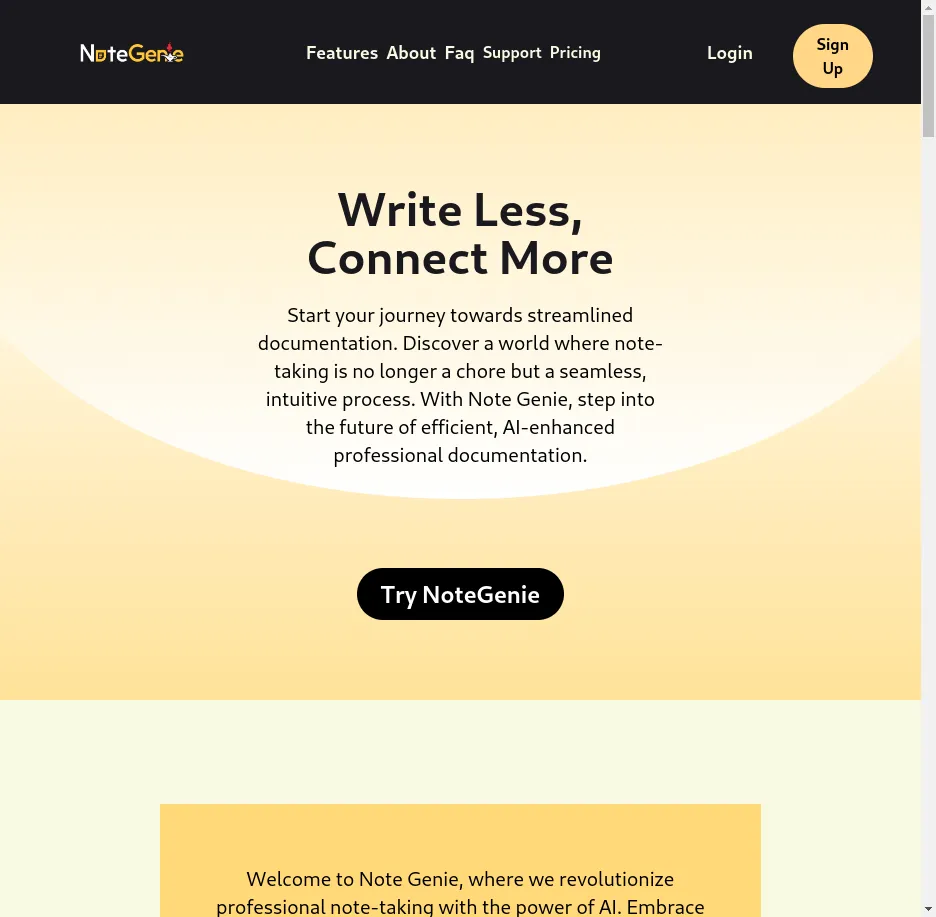 NoteGenie
Features About Faq Support Pricing
Login
Sign
Up
Write Less,
Connect More
Start your journey towards streamlined
documentation. Discover a world where note-
taking is no longer a chore but a seamless,
intuitive process. With Note Genie, step into
the future of efficient, AI-enhanced
professional documentation.
Try NoteGenie
Welcome to Note Genie, where we revolutionize
professional note-taking with the power of AI. Embrace